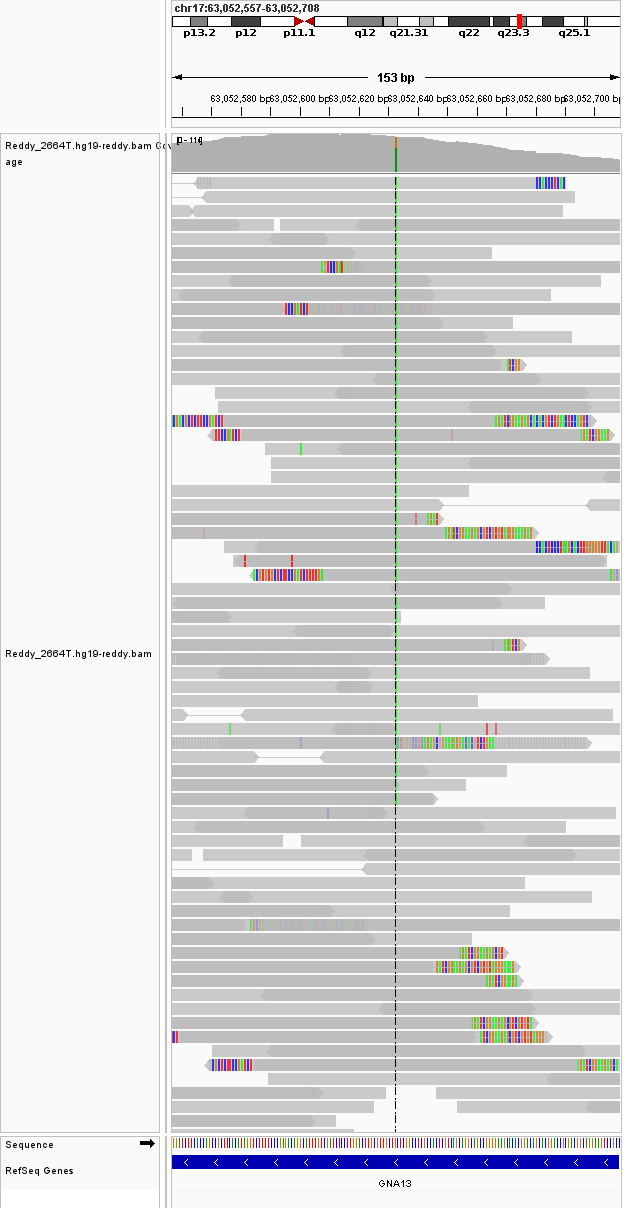 chr17:63,052,557-63,052,708
p13.2 p12 p11.1 q12 q21.31 q22 q23.3 q25.1
153 bp
63,052,580 bp 63,052,600 bp 63,052,620 bp 63,052,640 bp 63,052,660 bp 63,052,680 bp 63,052,700 bp
Reddy_2664T.hg19-reddy.bam Cov
age
Reddy_2664T.hg19-reddy.bam
Sequence
RefSeq Genes
GNA13